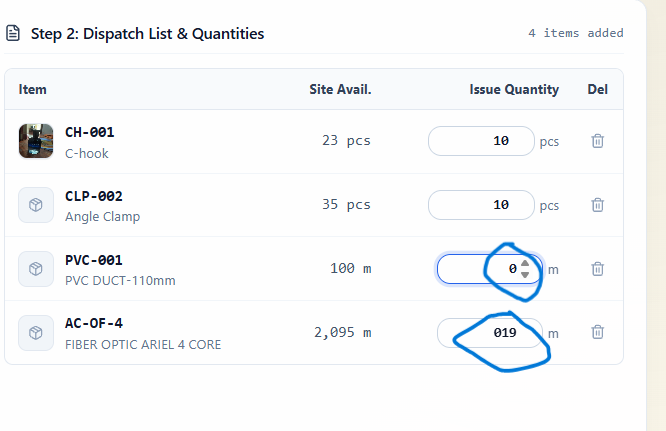 Step 2: Dispatch List & Quantities 4 items added
Item Site Avail. Issue Quantity Del
CH-001
C-hook
23 pcs 10 pcs
CLP-002
Angle Clamp
35 pcs 10 pcs
PVC-001
PVC DUCT-110mm
100 m 0 m
AC-OF-4
FIBER OPTIC ARIEL 4 CORE
2,095 m 019 m